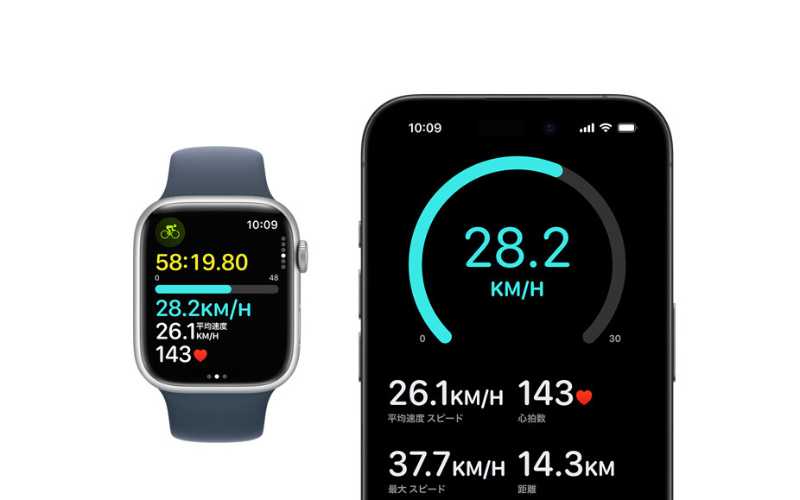 10:09
58:19.80
0 48
28.2KM/H
26.1 平均速度 KM/H
143
10:09
28.2
KM/H
0 30
26.1KM/H 143
平均速度 スピード 心拍数
37.7KM/H 14.3KM
最大 スピード 距離